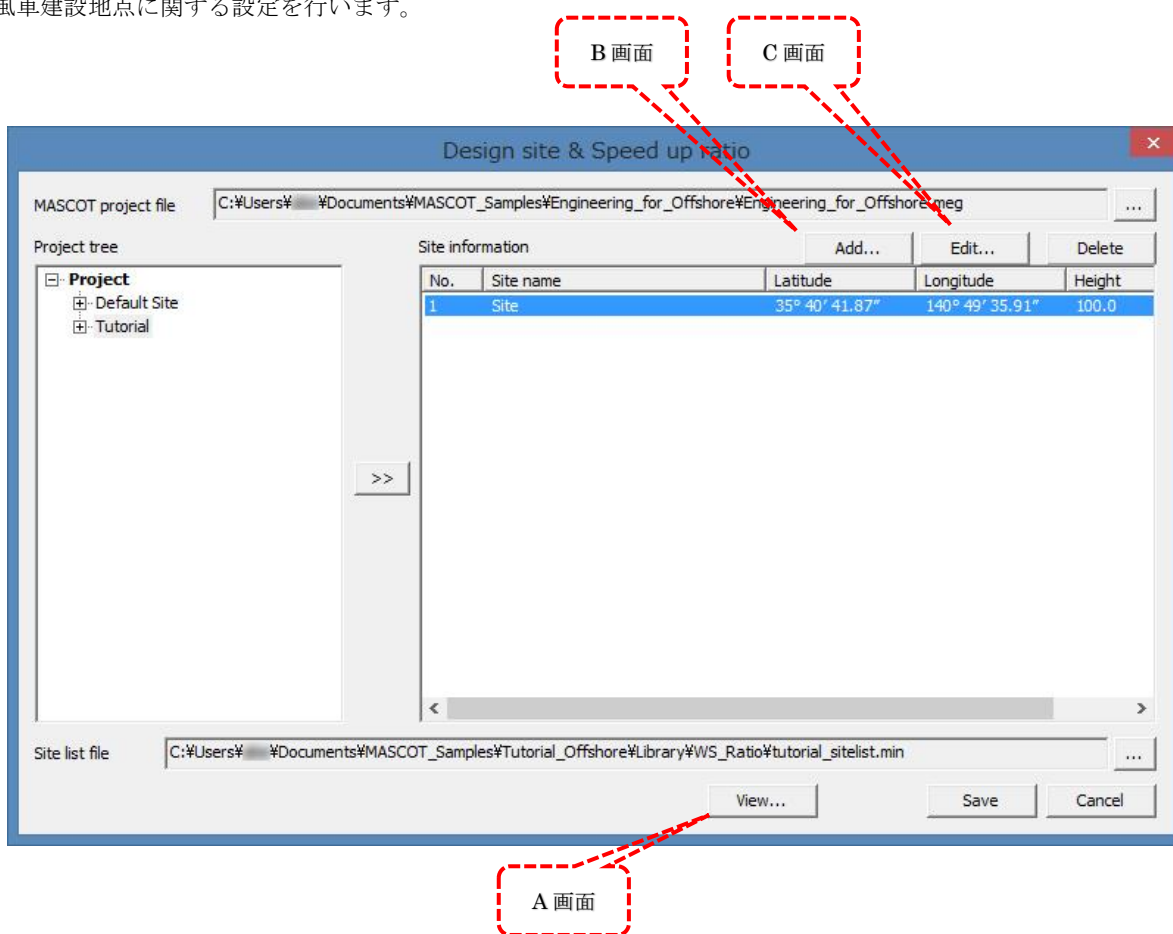 風車建設地点に関する設定を行います。
B 画面
C 画面
Design site & Speed up ratio
MASCOT project file
C:¥Users¥ ¥Documents¥MASCOT_Samples¥Engineering_for_Offshore¥Engineering_for_Offshore.meg
...
Project tree
Site information
Add...
Edit...
Delete
Project
Default Site
Tutorial
No. Site name Latitude Longitude Height
1 Site 35° 40′ 41.87″ 140° 49′ 35.91″ 100.0
>>
Site list file
C:¥Users¥ ¥Documents¥MASCOT_Samples¥Tutorial_Offshore¥Library¥WS_Ratio¥tutorial_sitelist.min
...
View...
Save
Cancel
A 画面